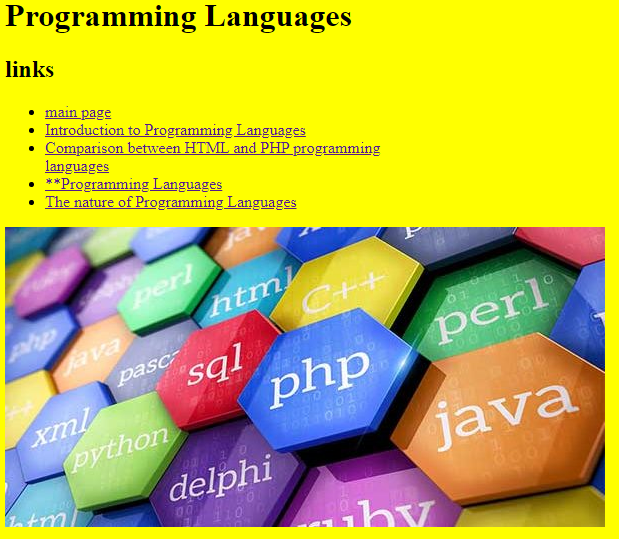 Programming Languages
links
main page
Introduction to Programming Languages
Comparison between HTML and PHP programming
languages
**Programming Languages
The nature of Programming Languages
java
C++
perl
html
perl
php
java
pasc
sql
php
java
xml
python
delphi
html
ruby